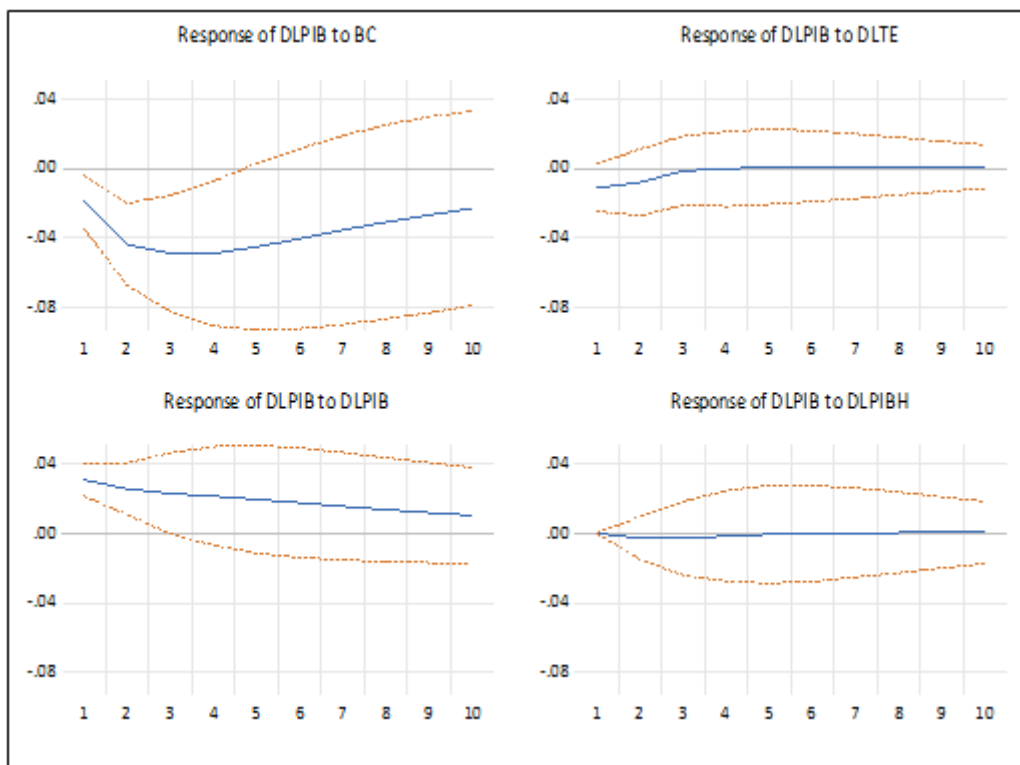 Response of DLPIB to BC
.04
.00
-.04
-.08
1 2 3 4 5 6 7 8 9 10
Response of DLPIB to DLTE
.04
.00
-.04
-.08
1 2 3 4 5 6 7 8 9 10
Response of DLPIB to DLPIB
.04
.00
-.04
-.08
1 2 3 4 5 6 7 8 9 10
Response of DLPIB to DLPIBH
.04
.00
-.04
-.08
1 2 3 4 5 6 7 8 9 10